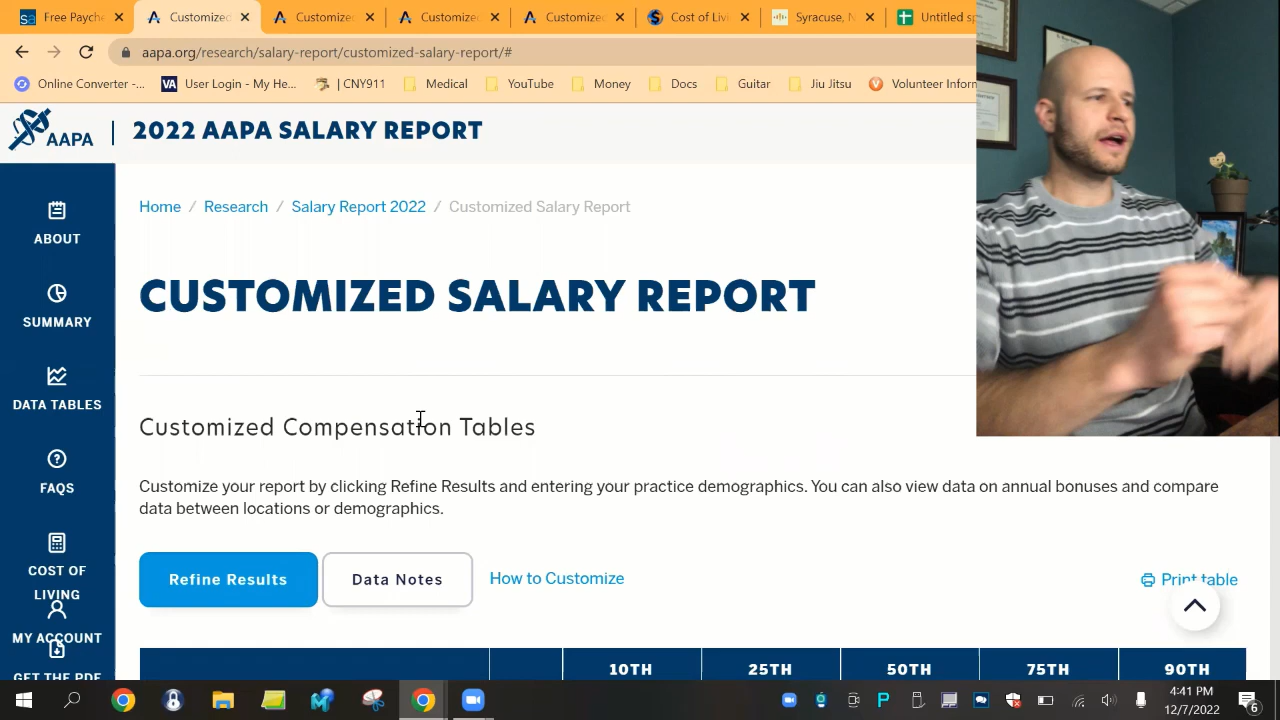 Free Paych
Customized
Customize
Customize
Customized
Cost of Liv
Syracuse, N
Untitled sp
aapa.org/research/salary-report/customized-salary-report/#
Online Converter -...
VA
User Login - My He...
| CNY911
Medical
YouTube
Money
Docs
Guitar
Jiu Jitsu
Volunteer Inform
AAPA
2022 AAPA SALARY REPORT
ABOUT
SUMMARY
DATA TABLES
FAQS
COST OF
LIVING
MY ACCOUNT
GET THE PDF
Home / Research / Salary Report 2022 / Customized Salary Report
CUSTOMIZED SALARY REPORT
Customized Compensation Tables
Customize your report by clicking Refine Results and entering your practice demographics. You can also view data on annual bonuses and compare
data between locations or demographics.
Refine Results
Data Notes
How to Customize
Print table
10TH
25TH
50TH
75TH
90TH
4:41 PM
12/7/2022
6